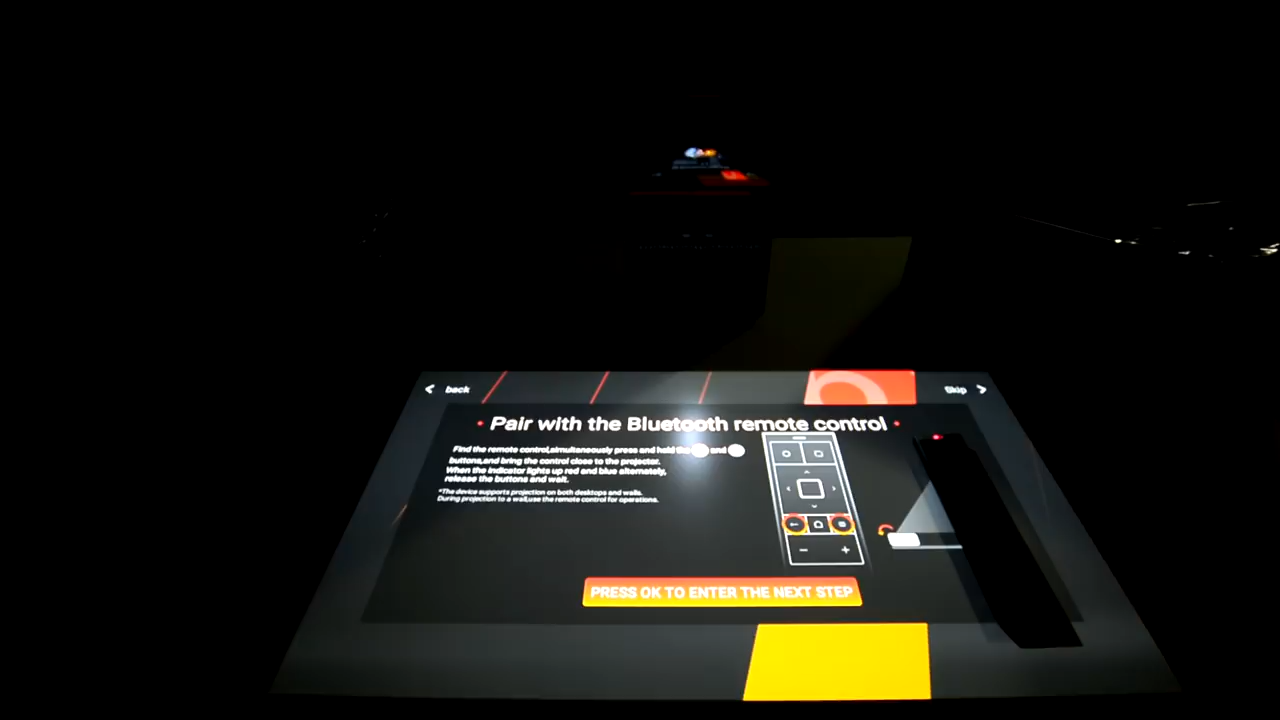 back
Skip
Pair with the Bluetooth remote control
Find the remote control,simultaneously press and hold the and
buttons,and bring the control close to the projector.
When the indicator lights up red and blue alternately,
release the buttons and wait.
*The device supports projection on both desktops and walls.
During projection to a wall,use the remote control for operations.
PRESS OK TO ENTER THE NEXT STEP